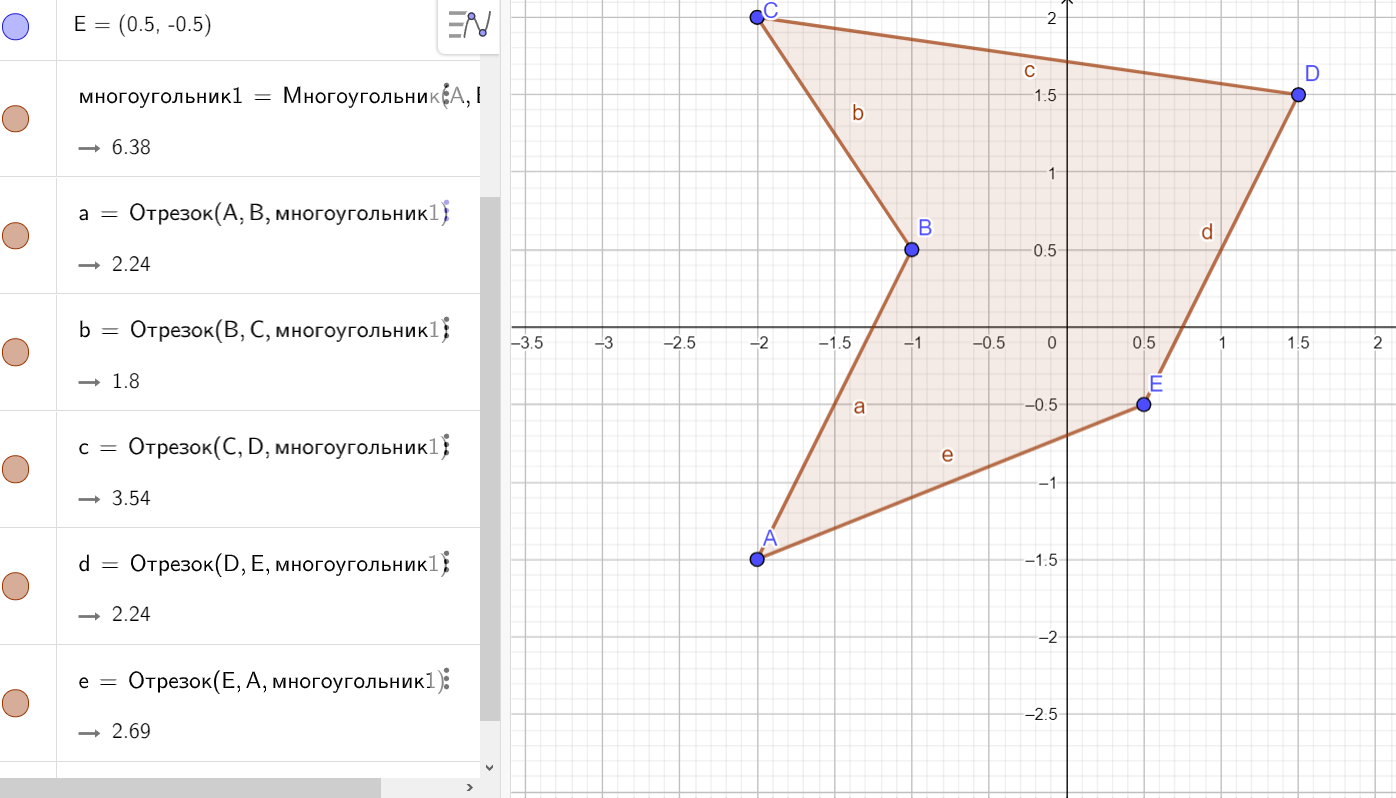 E = (0.5, -0.5)
многоугольник1 = Многоугольник(A, B
→ 6.38
a = Отрезок(A, B, многоугольник1)
→ 2.24
b = Отрезок(B, C, многоугольник1)
→ 1.8
c = Отрезок(C, D, многоугольник1)
→ 3.54
d = Отрезок(D, E, многоугольник1)
→ 2.24
e = Отрезок(E, A, многоугольник1)
→ 2.69
C
2
D
c
1.5
b
1
B
d
0.5
−3.5 −3 −2.5 −2 −1.5 −1 −0.5 0 0.5 1 1.5 2
E
a
−0.5
e
−1
A
−1.5
−2
−2.5